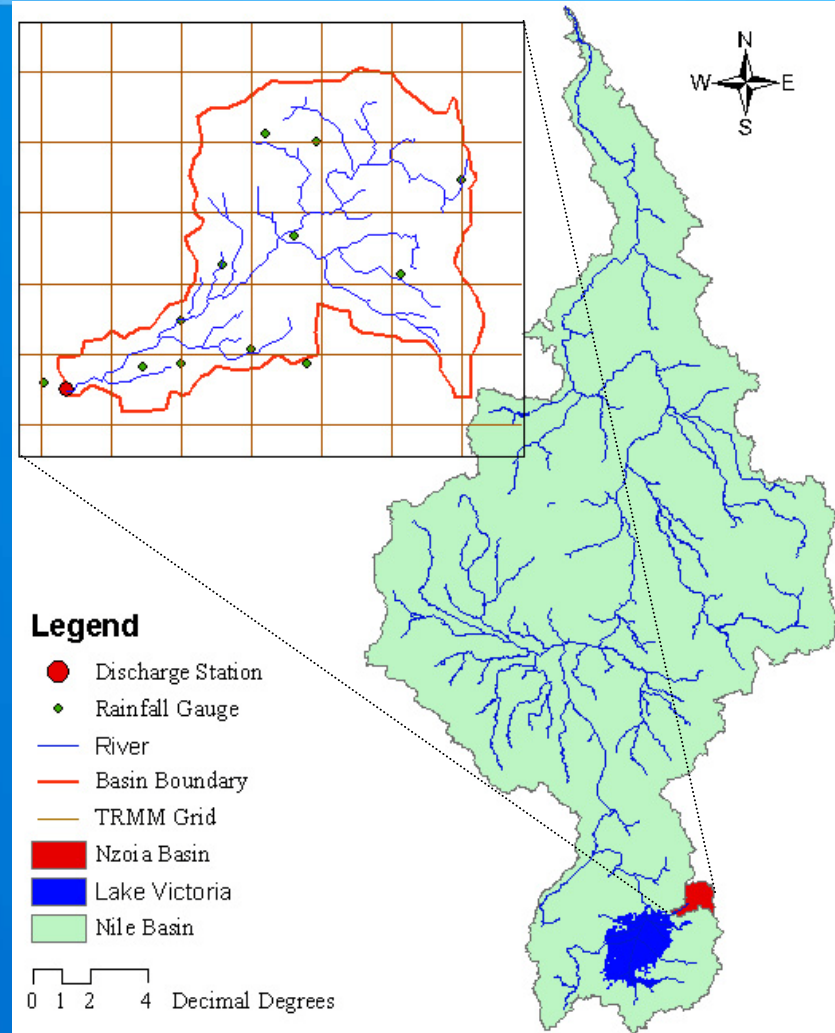 N
W E
S
Legend
Discharge Station
Rainfall Gauge
River
Basin Boundary
TRMM Grid
Nzoia Basin
Lake Victoria
Nile Basin
0 1 2 4 Decimal Degrees